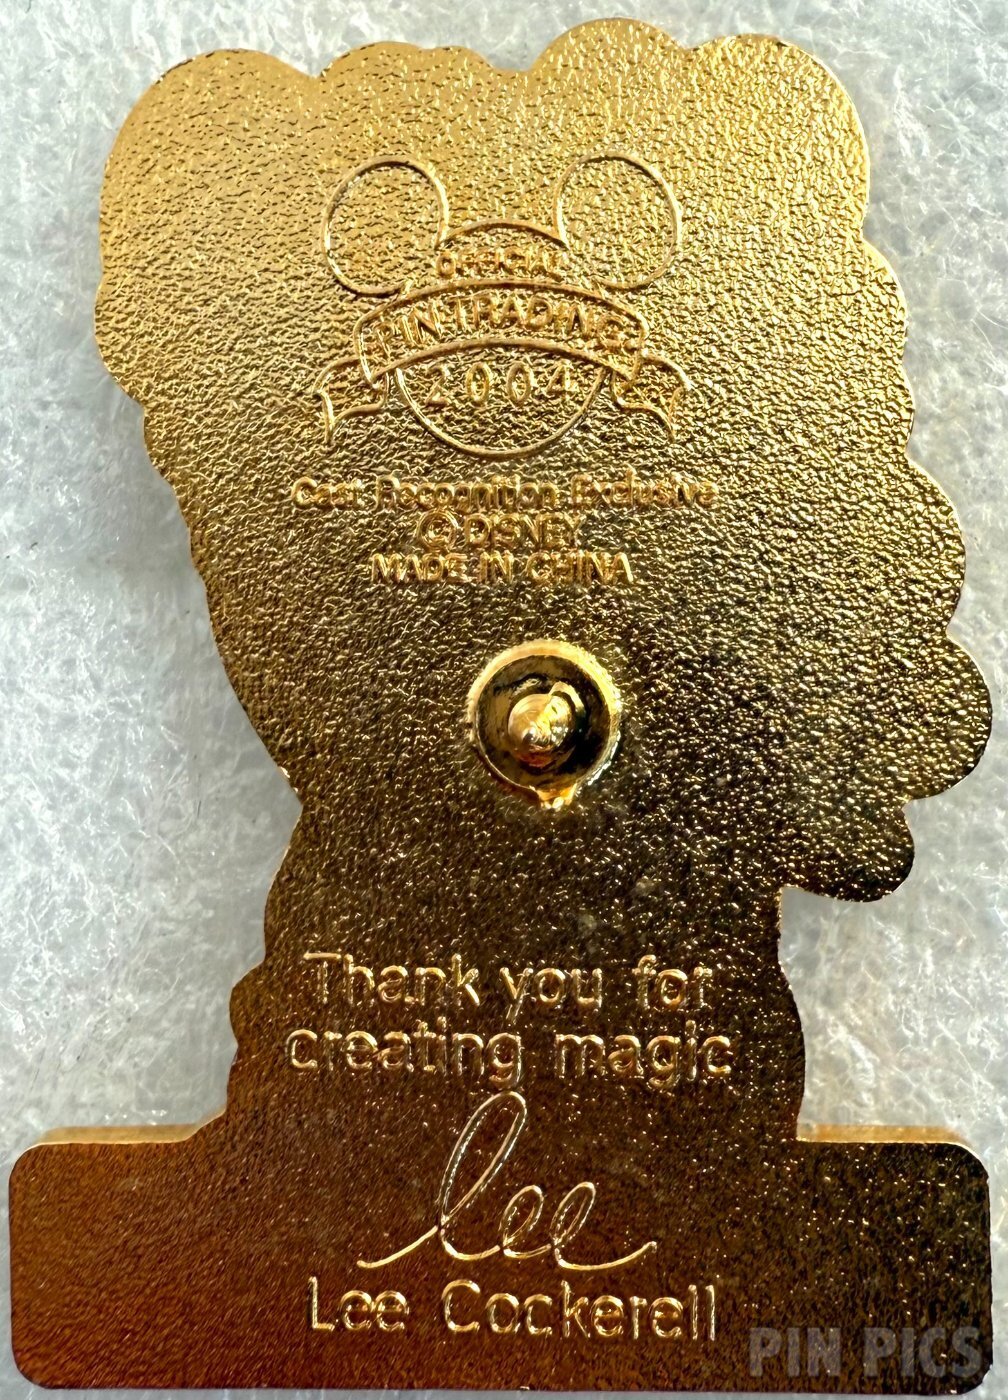 OFFICIAL
PIN TRADING
2004
Cast Recognition Exclusive
© DISNEY
MADE IN CHINA
Thank you for
creating magic
lee
Lee Cockerell
PIN PICS